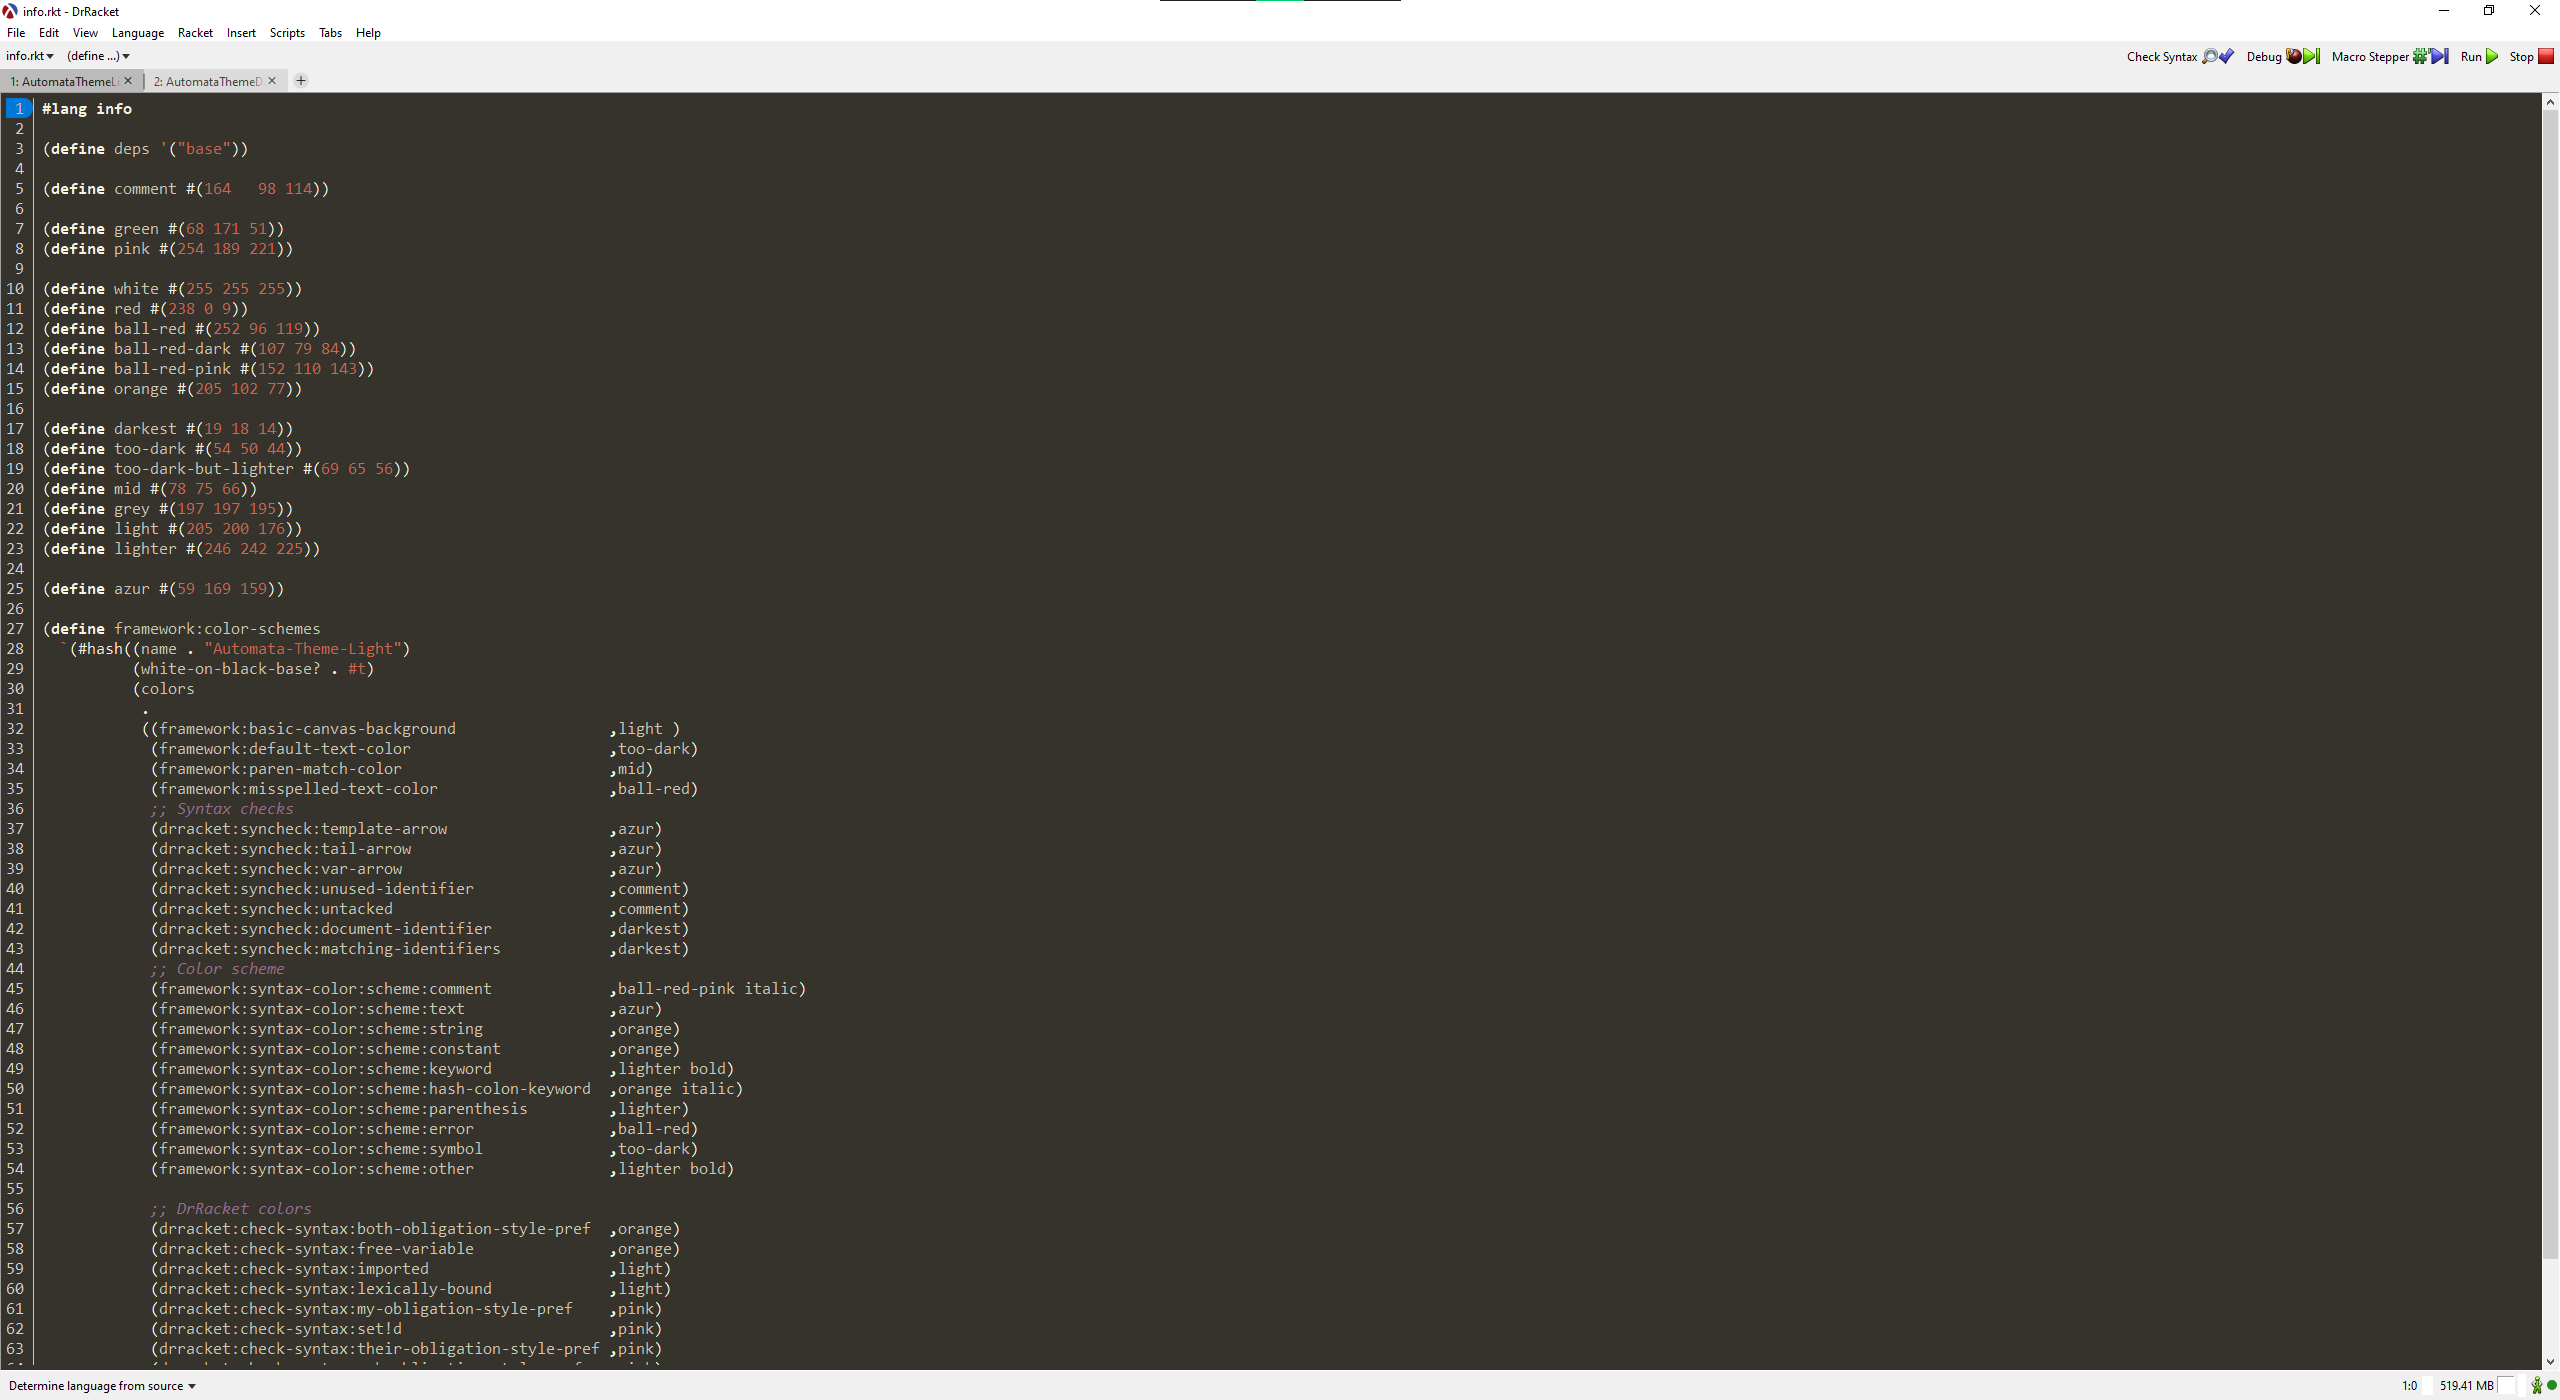 info.rkt - DrRacket
File Edit View Language Racket Insert Scripts Tabs Help
info.rkt (define ...) Check Syntax Debug Macro Stepper Run Stop
1: AutomataThemeLi 2: AutomataThemeD
1 #lang info
2
3 (define deps '("base"))
4
5 (define comment #(164   98 114))
6
7 (define green #(68 171 51))
8 (define pink #(254 189 221))
9
10 (define white #(255 255 255))
11 (define red #(238 0 9))
12 (define ball-red #(252 96 119))
13 (define ball-red-dark #(107 79 84))
14 (define ball-red-pink #(152 110 143))
15 (define orange #(205 102 77))
16
17 (define darkest #(19 18 14))
18 (define too-dark #(54 50 44))
19 (define too-dark-but-lighter #(69 65 56))
20 (define mid #(78 75 66))
21 (define grey #(197 197 195))
22 (define light #(205 200 176))
23 (define lighter #(246 242 225))
24
25 (define azur #(59 169 159))
26
27 (define framework:color-schemes
28   `(#hash((name . "Automata-Theme-Light")
29           (white-on-black-base? . #t)
30           (colors
31            .
32            ((framework:basic-canvas-background                 ,light )
33             (framework:default-text-color                      ,too-dark)
34             (framework:paren-match-color                       ,mid)
35             (framework:misspelled-text-color                   ,ball-red)
36             ;; Syntax checks
37             (drracket:syncheck:template-arrow                  ,azur)
38             (drracket:syncheck:tail-arrow                      ,azur)
39             (drracket:syncheck:var-arrow                       ,azur)
40             (drracket:syncheck:unused-identifier               ,comment)
41             (drracket:syncheck:untacked                        ,comment)
42             (drracket:syncheck:document-identifier             ,darkest)
43             (drracket:syncheck:matching-identifiers            ,darkest)
44             ;; Color scheme
45             (framework:syntax-color:scheme:comment             ,ball-red-pink italic)
46             (framework:syntax-color:scheme:text                ,azur)
47             (framework:syntax-color:scheme:string              ,orange)
48             (framework:syntax-color:scheme:constant            ,orange)
49             (framework:syntax-color:scheme:keyword             ,lighter bold)
50             (framework:syntax-color:scheme:hash-colon-keyword  ,orange italic)
51             (framework:syntax-color:scheme:parenthesis         ,lighter)
52             (framework:syntax-color:scheme:error               ,ball-red)
53             (framework:syntax-color:scheme:symbol              ,too-dark)
54             (framework:syntax-color:scheme:other               ,lighter bold)
55
56             ;; DrRacket colors
57             (drracket:check-syntax:both-obligation-style-pref  ,orange)
58             (drracket:check-syntax:free-variable               ,orange)
59             (drracket:check-syntax:imported                    ,light)
60             (drracket:check-syntax:lexically-bound             ,light)
61             (drracket:check-syntax:my-obligation-style-pref    ,pink)
62             (drracket:check-syntax:set!d                       ,pink)
63             (drracket:check-syntax:their-obligation-style-pref ,pink)
Determine language from source 1:0 519.41 MB